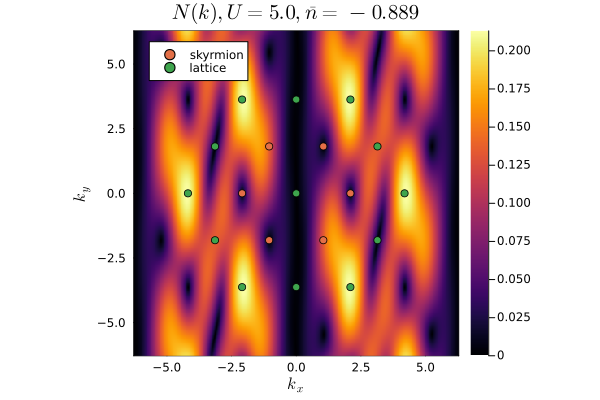 N(k), U = 5.0, n̄ = −0.889
skyrmion
lattice
5.0
2.5
0.0
−2.5
−5.0
k_y
−5.0 −2.5 0.0 2.5 5.0
k_x
0.200
0.175
0.150
0.125
0.100
0.075
0.050
0.025
0